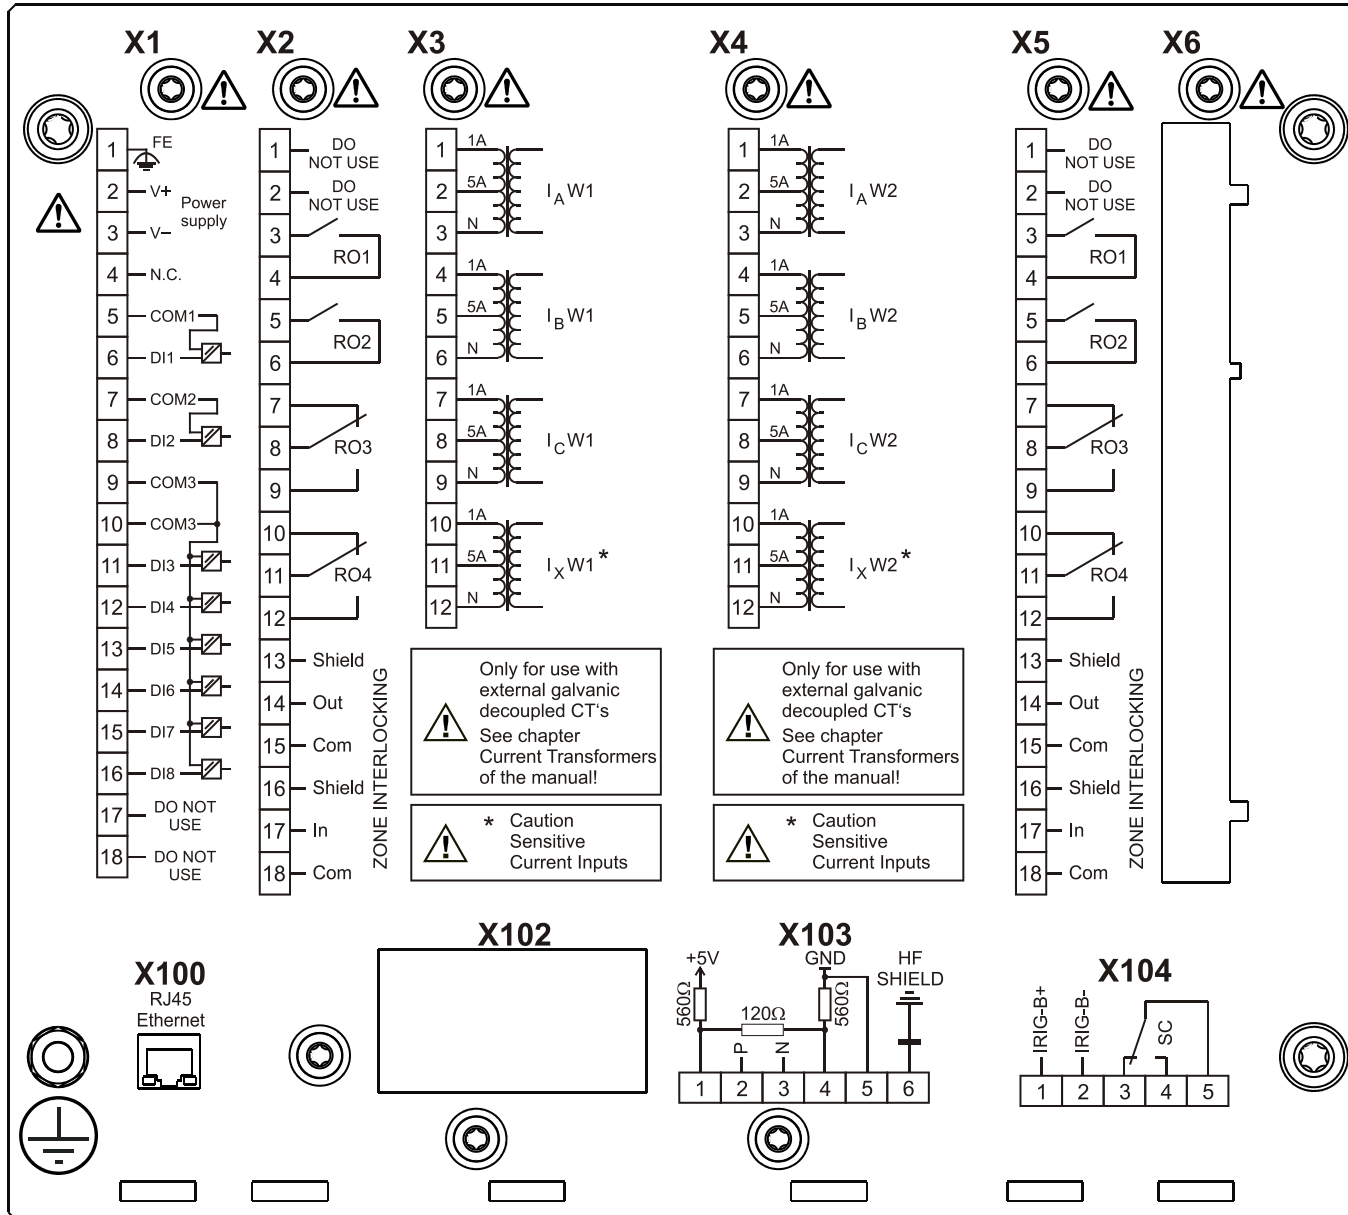 X1
X2
X3
X4
X5
X6
1
FE
2
V+
Power
supply
3
V−
4
N.C.
5
COM1
6
DI1
7
COM2
8
DI2
9
COM3
10
COM3
11
DI3
12
DI4
13
DI5
14
DI6
15
DI7
16
DI8
17
DO NOT
USE
18
DO NOT
USE
1
DO
NOT USE
2
DO
NOT USE
3
RO1
4
5
RO2
6
7
8
RO3
9
10
11
RO4
12
13
Shield
14
Out
15
Com
16
Shield
17
In
18
Com
ZONE INTERLOCKING
1
1A
2
5A
IAW1
3
N
4
1A
5
5A
IBW1
6
N
7
1A
8
5A
ICW1
9
N
10
1A
11
5A
IXW1*
12
N
Only for use with
external galvanic
decoupled CT‘s
See chapter
Current Transformers
of the manual!
* Caution
Sensitive
Current Inputs
1
1A
2
5A
IAW2
3
N
4
1A
5
5A
IBW2
6
N
7
1A
8
5A
ICW2
9
N
10
1A
11
5A
IXW2*
12
N
Only for use with
external galvanic
decoupled CT‘s
See chapter
Current Transformers
of the manual!
* Caution
Sensitive
Current Inputs
1
DO
NOT USE
2
DO
NOT USE
3
RO1
4
5
RO2
6
7
8
RO3
9
10
11
RO4
12
13
Shield
14
Out
15
Com
16
Shield
17
In
18
Com
ZONE INTERLOCKING
X100
RJ45
Ethernet
X102
X103
+5V
GND
HF
SHIELD
560Ω
120Ω
560Ω
P
N
1 2 3 4 5 6
X104
IRIG-B+
IRIG-B-
SC
1 2 3 4 5